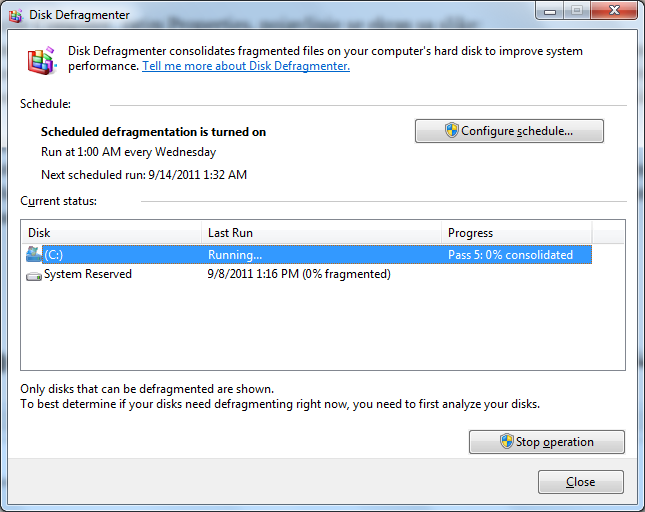 Disk Defragmenter
Disk Defragmenter consolidates fragmented files on your computer's hard disk to improve system
performance. Tell me more about Disk Defragmenter.
Schedule:
Scheduled defragmentation is turned on
Configure schedule...
Run at 1:00 AM every Wednesday
Next scheduled run: 9/14/2011 1:32 AM
Current status:
Disk Last Run Progress
(C:) Running... Pass 5: 0% consolidated
System Reserved 9/8/2011 1:16 PM (0% fragmented)
Only disks that can be defragmented are shown.
To best determine if your disks need defragmenting right now, you need to first analyze your disks.
Stop operation
Close